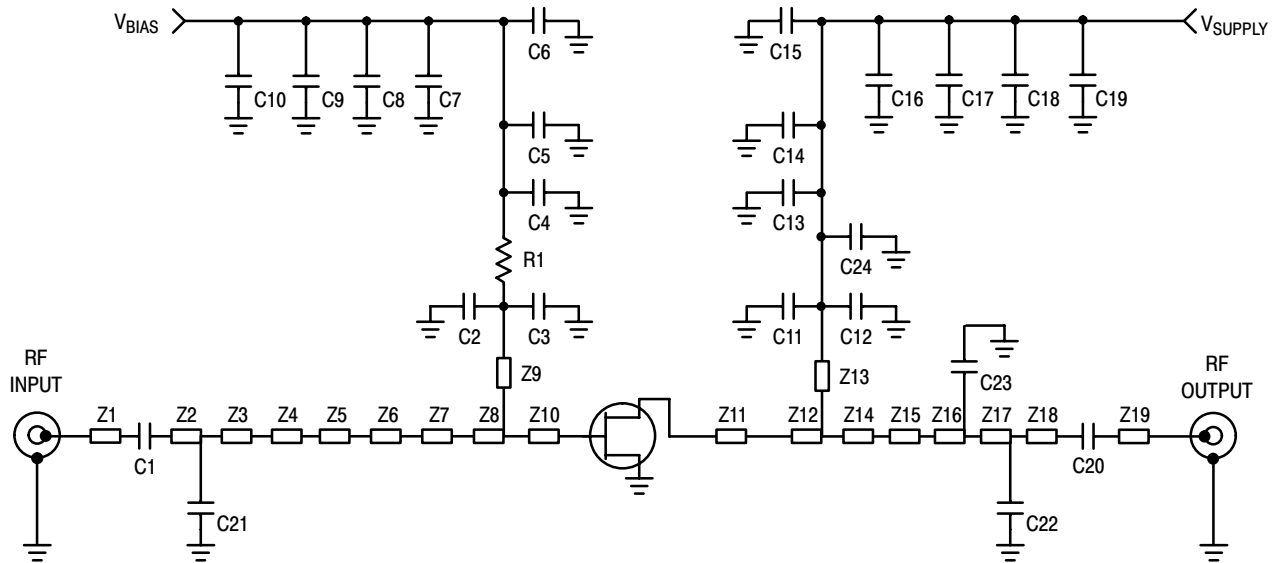 VBIAS
C6
C15
VSUPPLY
C10
C9
C8
C7
C16
C17
C18
C19
C5
C14
C4
C13
R1
C24
C2
C3
C11
C12
RF
INPUT
Z9
Z13
C23
RF
OUTPUT
Z1
Z2
Z3
Z4
Z5
Z6
Z7
Z8
Z10
Z11
Z12
Z14
Z15
Z16
Z17
Z18
Z19
C1
C20
C21
C22